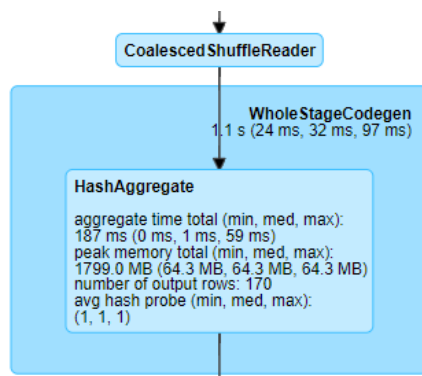 CoalescedShuffleReader
WholeStageCodegen
1.1 s (24 ms, 32 ms, 97 ms)
HashAggregate
aggregate time total (min, med, max):
187 ms (0 ms, 1 ms, 59 ms)
peak memory total (min, med, max):
1799.0 MB (64.3 MB, 64.3 MB, 64.3 MB)
number of output rows: 170
avg hash probe (min, med, max):
(1, 1, 1)